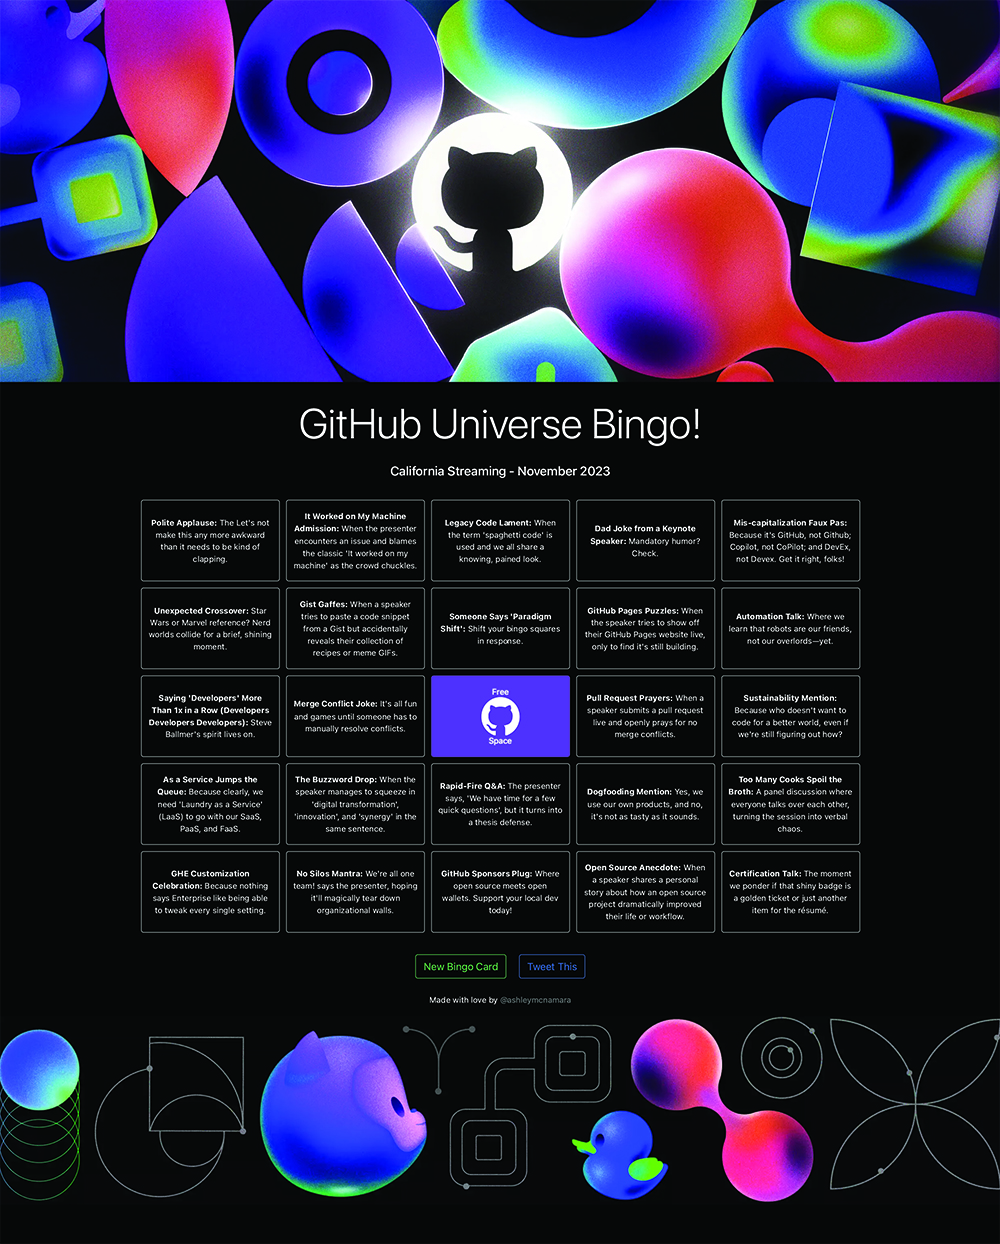 GitHub Universe Bingo!
California Streaming - November 2023
Polite Applause: The Let's not
make this any more awkward
than it needs to be kind of
clapping.
It Worked on My Machine
Admission: When the presenter
encounters an issue and blames
the classic 'It worked on my
machine' as the crowd chuckles.
Legacy Code Lament: When
the term 'spaghetti code' is
used and we all share a
knowing, pained look.
Dad Joke from a Keynote
Speaker: Mandatory humor?
Check.
Mis-capitalization Faux Pas:
Because it's GitHub, not Github;
Copilot, not CoPilot; and DevEx,
not Devex. Get it right, folks!
Unexpected Crossover: Star
Wars or Marvel reference? Nerd
worlds collide for a brief, shining
moment.
Gist Gaffes: When a speaker
tries to paste a code snippet
from a Gist but accidentally
reveals their collection of
recipes or meme GIFs.
Someone Says 'Paradigm
Shift': Shift your bingo squares
in response.
GitHub Pages Puzzles: When
the speaker tries to show off
their GitHub Pages website live,
only to find it's still building.
Automation Talk: Where we
learn that robots are our friends,
not our overlords—yet.
Saying 'Developers' More
Than 1x in a Row (Developers
Developers Developers): Steve
Ballmer's spirit lives on.
Merge Conflict Joke: It's all fun
and games until someone has to
manually resolve conflicts.
Free
Space
Pull Request Prayers: When a
speaker submits a pull request
live and openly prays for no
merge conflicts.
Sustainability Mention:
Because who doesn't want to
code for a better world, even if
we're still figuring out how?
As a Service Jumps the
Queue: Because clearly, we
need 'Laundry as a Service'
(LaaS) to go with our SaaS,
PaaS, and FaaS.
The Buzzword Drop: When the
speaker manages to squeeze in
'digital transformation',
'innovation', and 'synergy' in the
same sentence.
Rapid-Fire Q&A: The presenter
says, 'We have time for a few
quick questions', but it turns into
a thesis defense.
Dogfooding Mention: Yes, we
use our own products, and no,
it's not as tasty as it sounds.
Too Many Cooks Spoil the
Broth: A panel discussion where
everyone talks over each other,
turning the session into verbal
chaos.
GHE Customization
Celebration: Because nothing
says Enterprise like being able
to tweak every single setting.
No Silos Mantra: We're all one
team! says the presenter, hoping
it'll magically tear down
organizational walls.
GitHub Sponsors Plug: Where
open source meets open
wallets. Support your local dev
today!
Open Source Anecdote: When
a speaker shares a personal
story about how an open source
project dramatically improved
their life or workflow.
Certification Talk: The moment
we ponder if that shiny badge is
a golden ticket or just another
item for the résumé.
New Bingo Card
Tweet This
Made with love by @ashleymcnamara